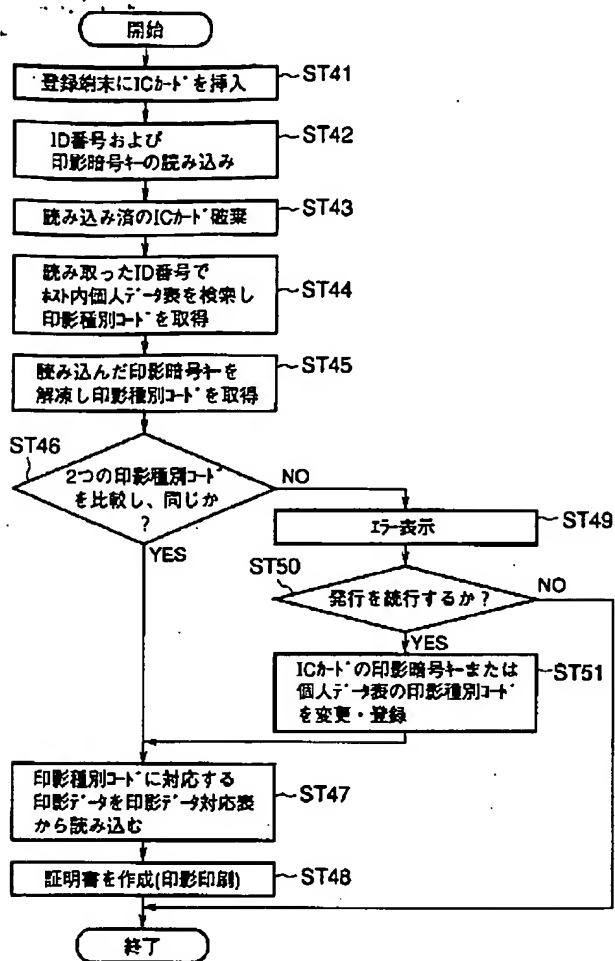 開始
登録端末にICｶｰﾄﾞを挿入
ST41
ID番号および
印影暗号ｷｰの読み込み
ST42
読み込み済のICｶｰﾄﾞ破棄
ST43
読み取ったID番号で
ﾎｽﾄ内個人ﾃﾞｰﾀ表を検索し
印影種別ｺｰﾄﾞを取得
ST44
読み込んだ印影暗号ｷｰを
解凍し印影種別ｺｰﾄﾞを取得
ST45
ST46
2つの印影種別ｺｰﾄﾞ
を比較し、同じか
？
NO
YES
ｴﾗｰ表示
ST49
ST50
発行を続行するか？
NO
YES
ICｶｰﾄﾞの印影暗号ｷｰまたは
個人ﾃﾞｰﾀ表の印影種別ｺｰﾄﾞ
を変更・登録
ST51
印影種別ｺｰﾄﾞに対応する
印影ﾃﾞｰﾀを印影ﾃﾞｰﾀ対応表
から読み込む
ST47
証明書を作成(印影印刷)
ST48
終了